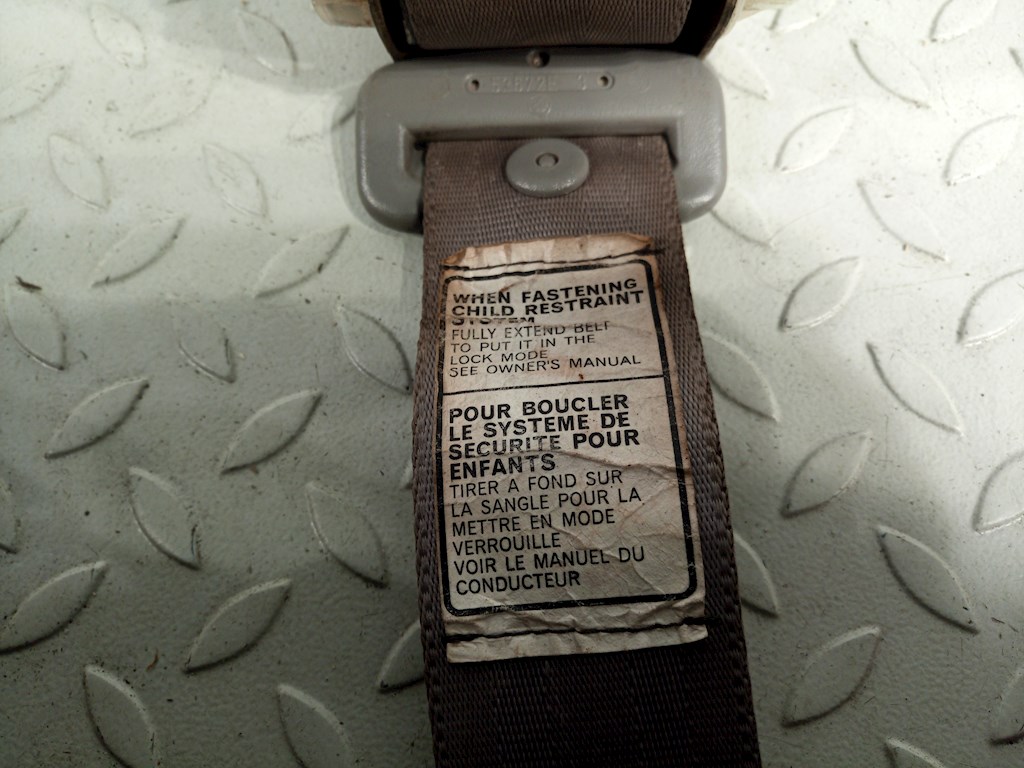 WHEN FASTENING
CHILD RESTRAINT
SYSTEM
FULLY EXTEND BELT
TO PUT IT IN THE
LOCK MODE
SEE OWNER'S MANUAL
POUR BOUCLER
LE SYSTEME DE
SECURITE POUR
ENFANTS
TIRER A FOND SUR
LA SANGLE POUR LA
METTRE EN MODE
VERROUILLE
VOIR LE MANUEL DU
CONDUCTEUR